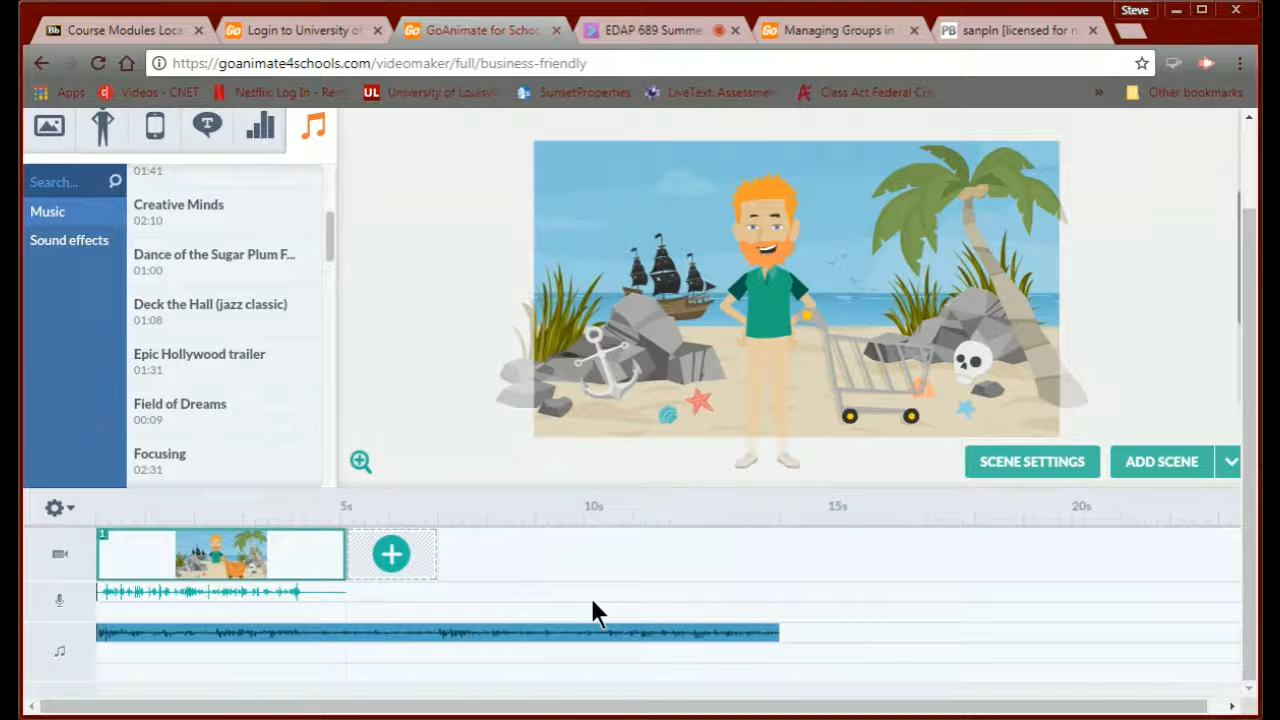 Steve
Course Modules Loca
Login to University of
GoAnimate for Schoo
EDAP 689 Summe
Managing Groups in
sanpln [licensed for n
https://goanimate4schools.com/videomaker/full/business-friendly
Apps
Videos - CNET
Netflix: Log In - Rem
University of Louisvi
SunsetProperties
LiveText: Assessmen
Class Act Federal Cre
»
Other bookmarks
Search...
Music
Sound effects
01:41
Creative Minds
02:10
Dance of the Sugar Plum F...
01:00
Deck the Hall (jazz classic)
01:08
Epic Hollywood trailer
01:31
Field of Dreams
00:09
Focusing
02:31
SCENE SETTINGS
ADD SCENE
5s
10s
15s
20s
1